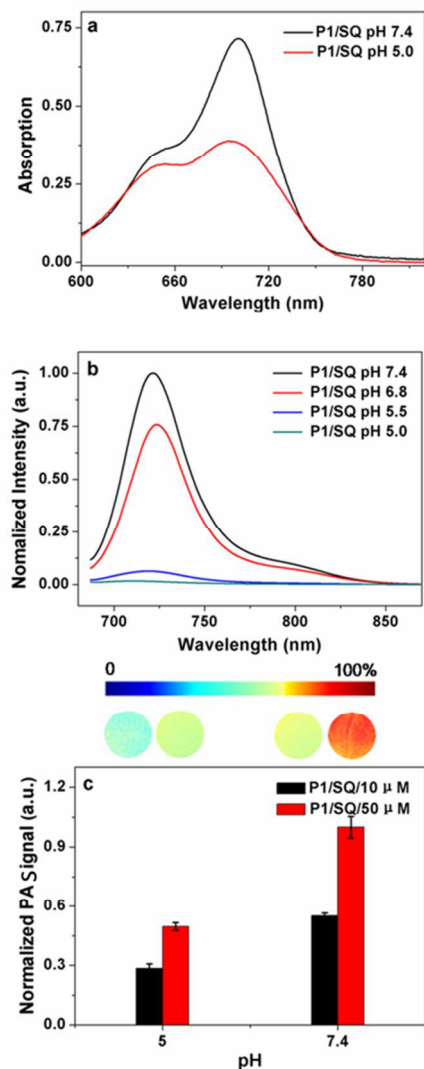 a
P1/SQ pH 7.4
P1/SQ pH 5.0
Absorption
0.75
0.50
0.25
0.00
600 660 720 780
Wavelength (nm)
b
P1/SQ pH 7.4
P1/SQ pH 6.8
P1/SQ pH 5.5
P1/SQ pH 5.0
Nomalized Intensity (a.u.)
1.00
0.75
0.50
0.25
0.00
700 750 800 850
Wavelength (nm)
0 100%
c
P1/SQ/10 μ M
P1/SQ/50 μ M
Normalized PA Signal (a.u.)
1.2
0.9
0.6
0.3
0.0
5 7.4
pH